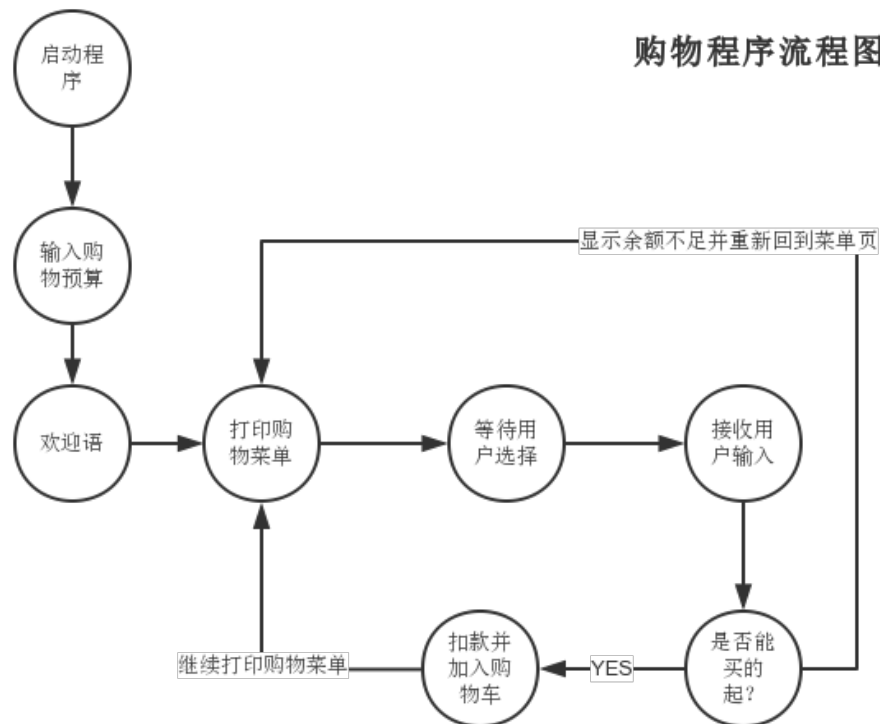 购物程序流程图
启动程
序
输入购
物预算
显示余额不足并重新回到菜单页
欢迎语
打印购
物菜单
等待用
户选择
接收用
户输入
继续打印购物菜单
扣款并
加入购
物车
YES
是否能
买的
起?